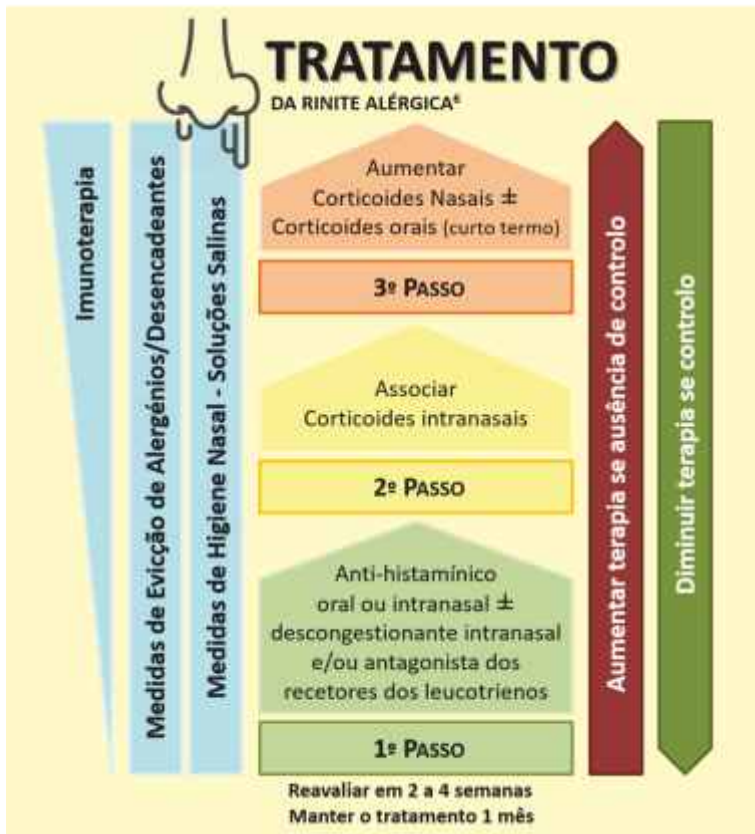 TRATAMENTO
DA RINITE ALÉRGICA⁶
Imunoterapia
Medidas de Evicção de Alergénios/Desencadeantes
Medidas de Higiene Nasal - Soluções Salinas
Aumentar
Corticoides Nasais ±
Corticoides orais (curto termo)
3º PASSO
Associar
Corticoides intranasais
2º PASSO
Anti-histamínico
oral ou intranasal ±
descongestionante intranasal
e/ou antagonista dos
recetores dos leucotrienos
1º PASSO
Reavaliar em 2 a 4 semanas
Manter o tratamento 1 mês
Aumentar terapia se ausência de controlo
Diminuir terapia se controlo